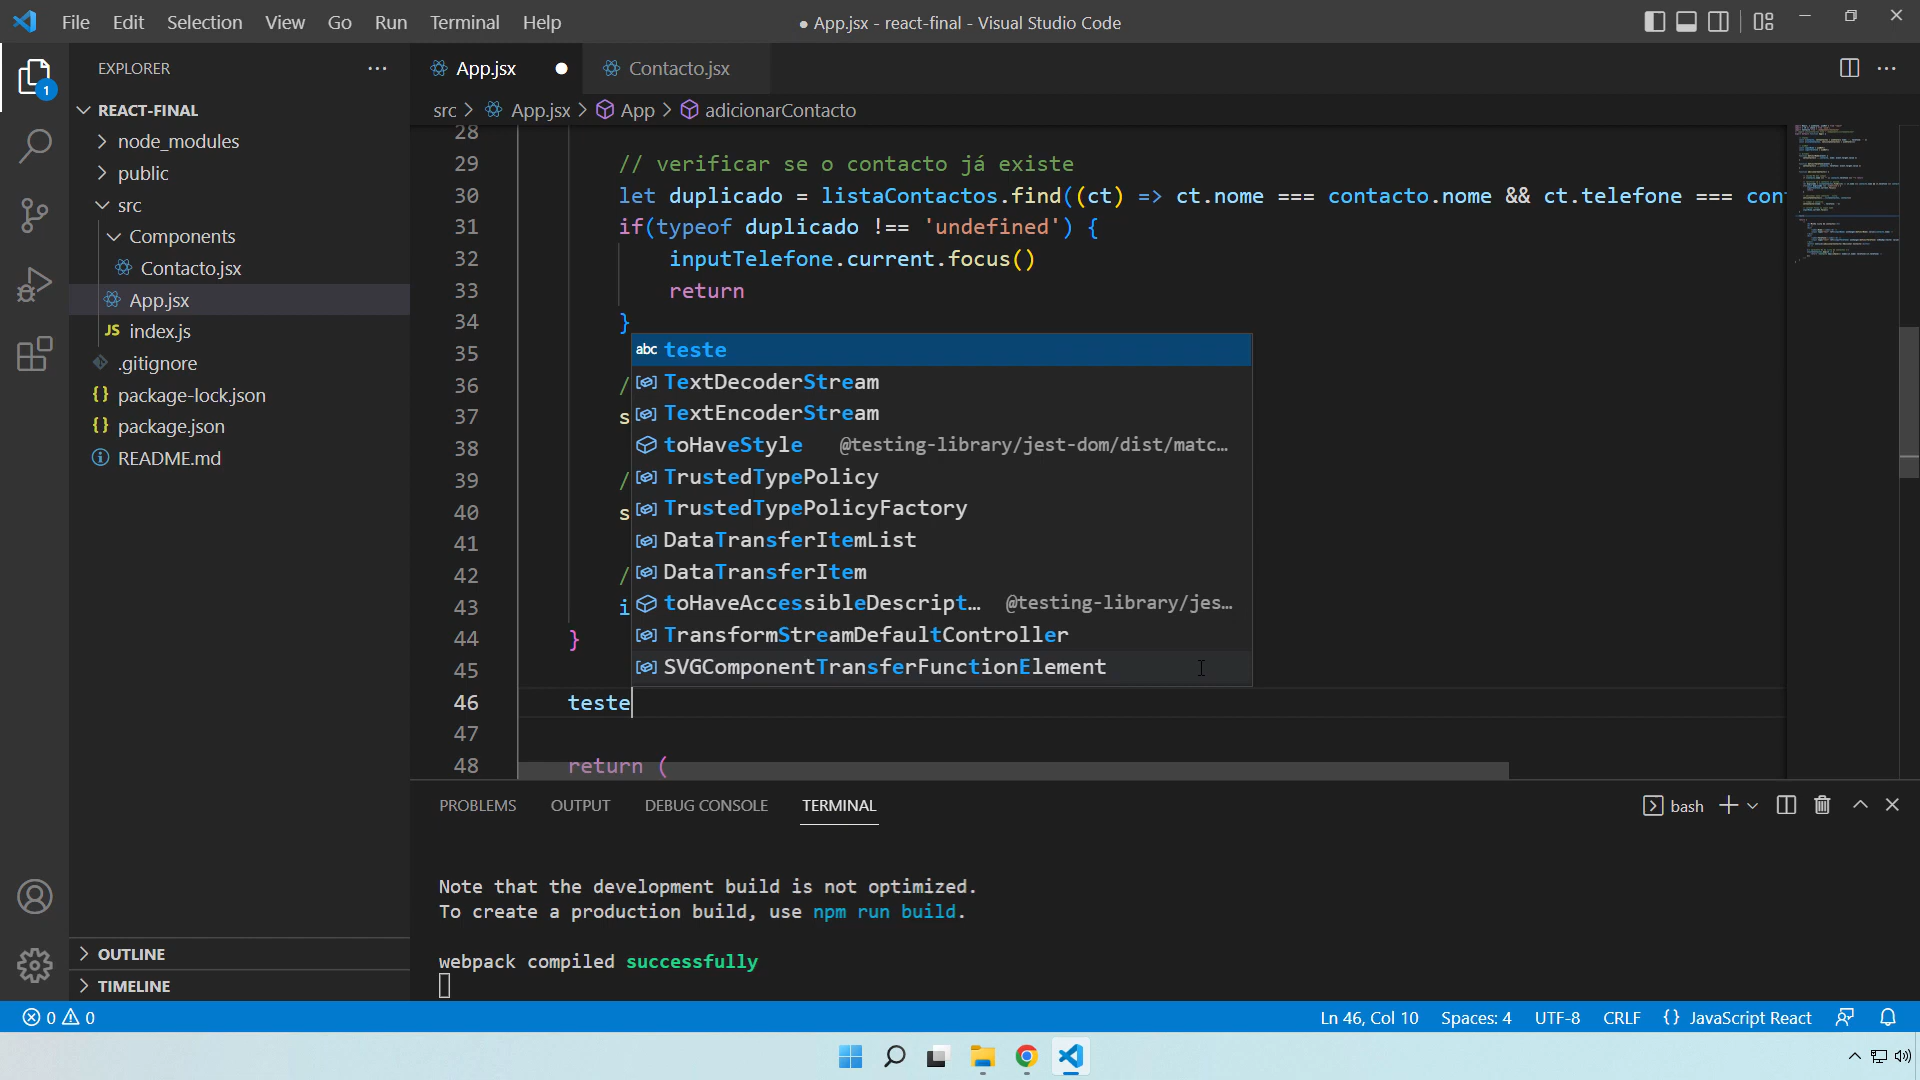 File Edit Selection View Go Run Terminal Help
● App.jsx - react-final - Visual Studio Code
EXPLORER
1
REACT-FINAL
node_modules
public
src
Components
Contacto.jsx
App.jsx
JS index.js
.gitignore
{} package-lock.json
{} package.json
README.md
OUTLINE
TIMELINE
App.jsx
Contacto.jsx
src > App.jsx > App > adicionarContacto
28
29 // verificar se o contacto já existe
30 let duplicado = listaContactos.find((ct) => ct.nome === contacto.nome && ct.telefone === con
31 if(typeof duplicado !== 'undefined') {
32 inputTelefone.current.focus()
33 return
34 }
35
36 /
37 s
38
39 /
40 s
41
42 /
43 i
44 }
45
46 teste
47
48 return (
abc teste
TextDecoderStream
TextEncoderStream
toHaveStyle @testing-library/jest-dom/dist/matc…
TrustedTypePolicy
TrustedTypePolicyFactory
DataTransferItemList
DataTransferItem
toHaveAccessibleDescript… @testing-library/jes…
TransformStreamDefaultController
SVGComponentTransferFunctionElement
PROBLEMS OUTPUT DEBUG CONSOLE TERMINAL
bash
Note that the development build is not optimized.
To create a production build, use npm run build.
webpack compiled successfully
0 0
Ln 46, Col 10 Spaces: 4 UTF-8 CRLF {} JavaScript React